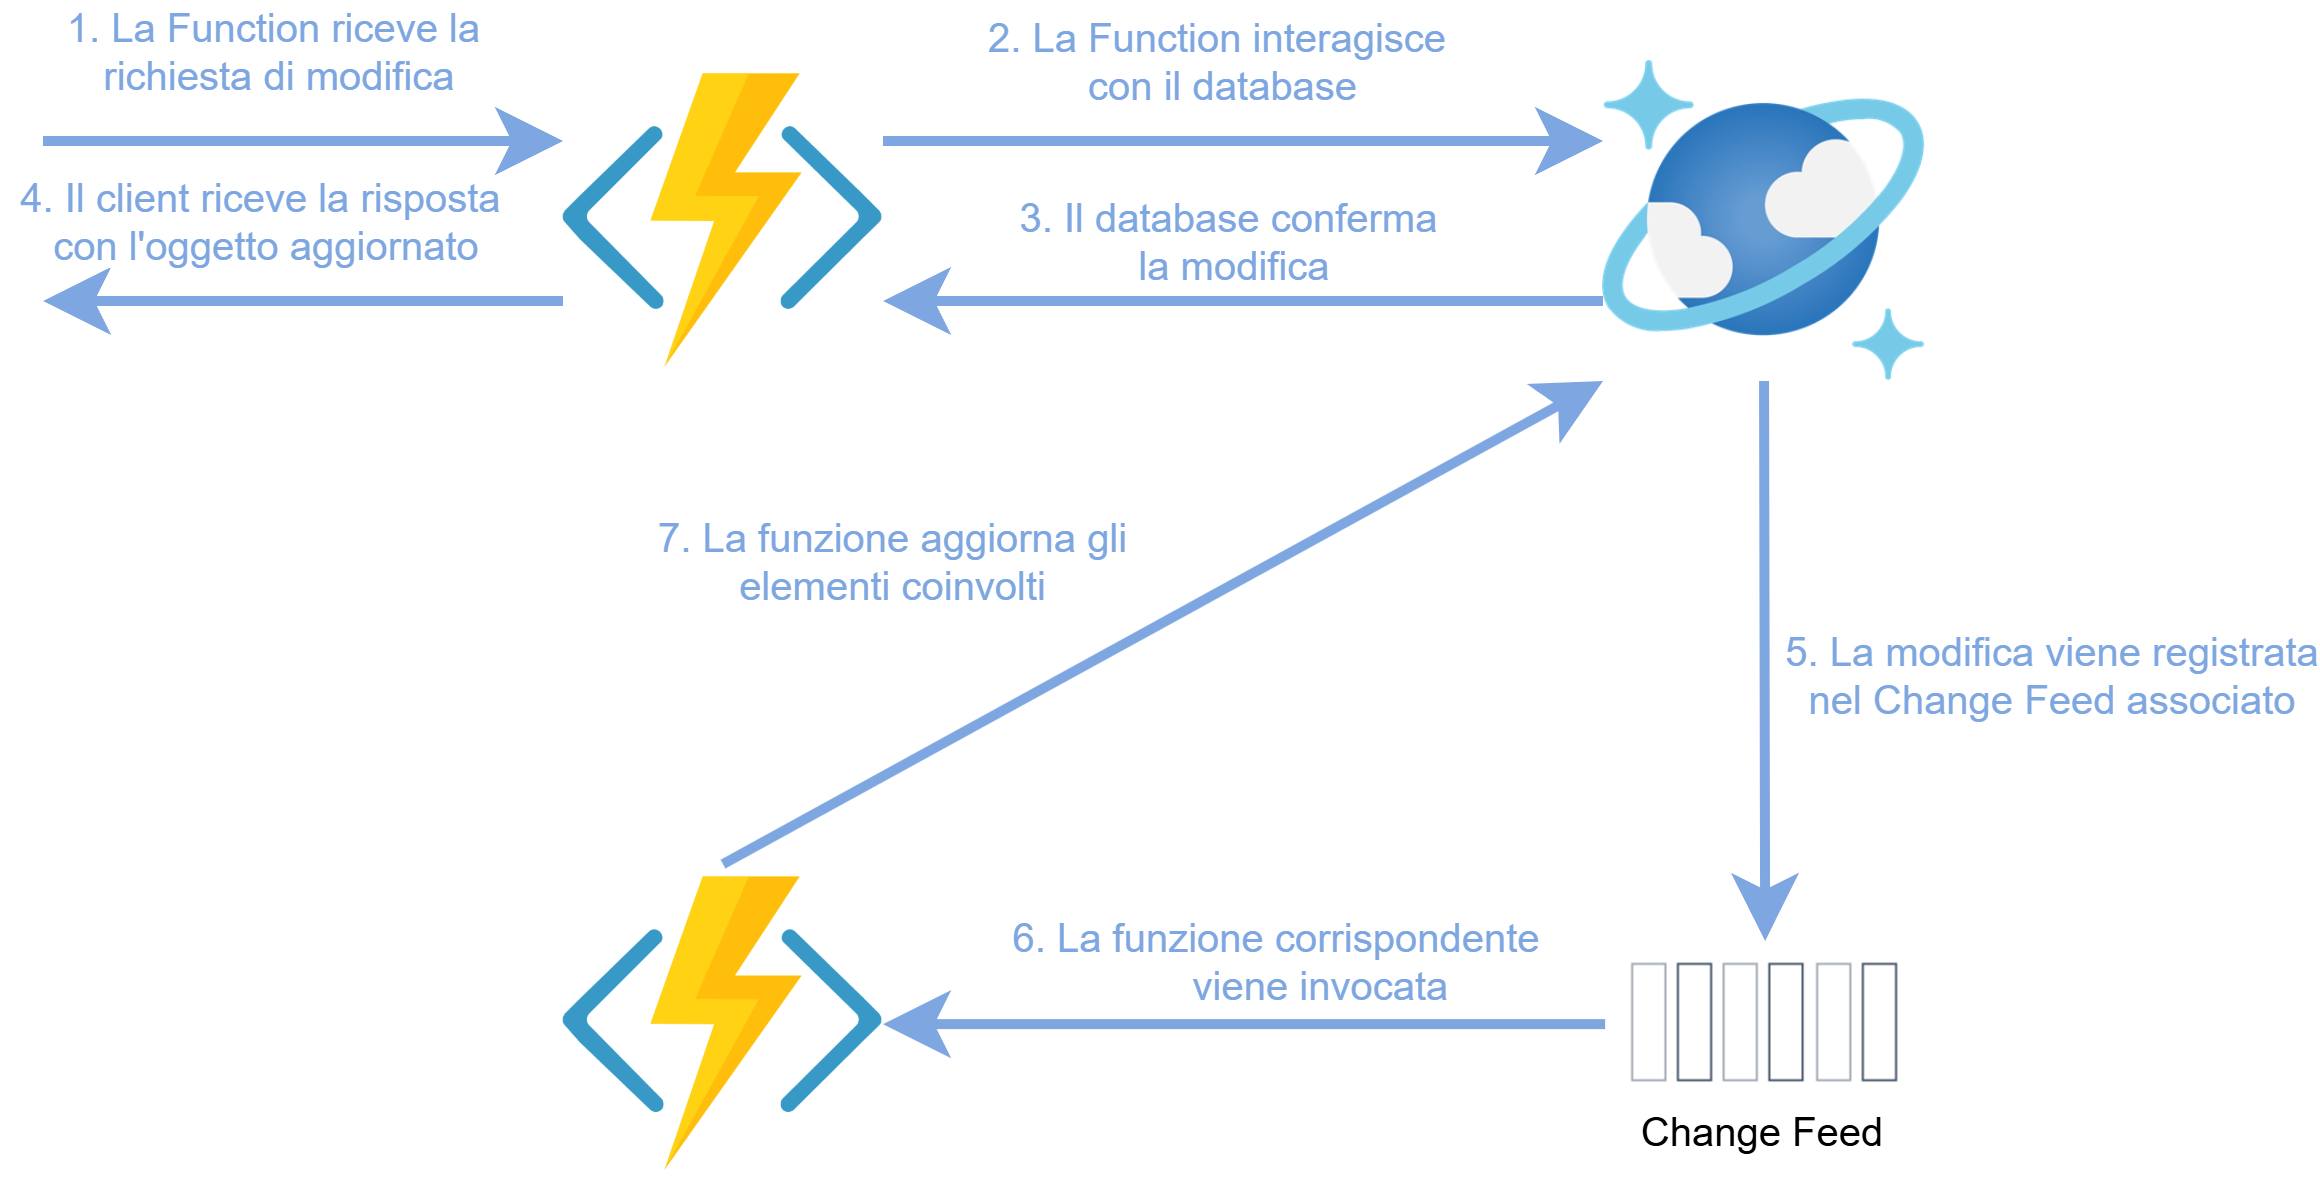 1. La Function riceve la
richiesta di modifica
2. La Function interagisce
con il database
4. Il client riceve la risposta
con l'oggetto aggiornato
3. Il database conferma
la modifica
7. La funzione aggiorna gli
elementi coinvolti
5. La modifica viene registrata
nel Change Feed associato
6. La funzione corrispondente
viene invocata
Change Feed